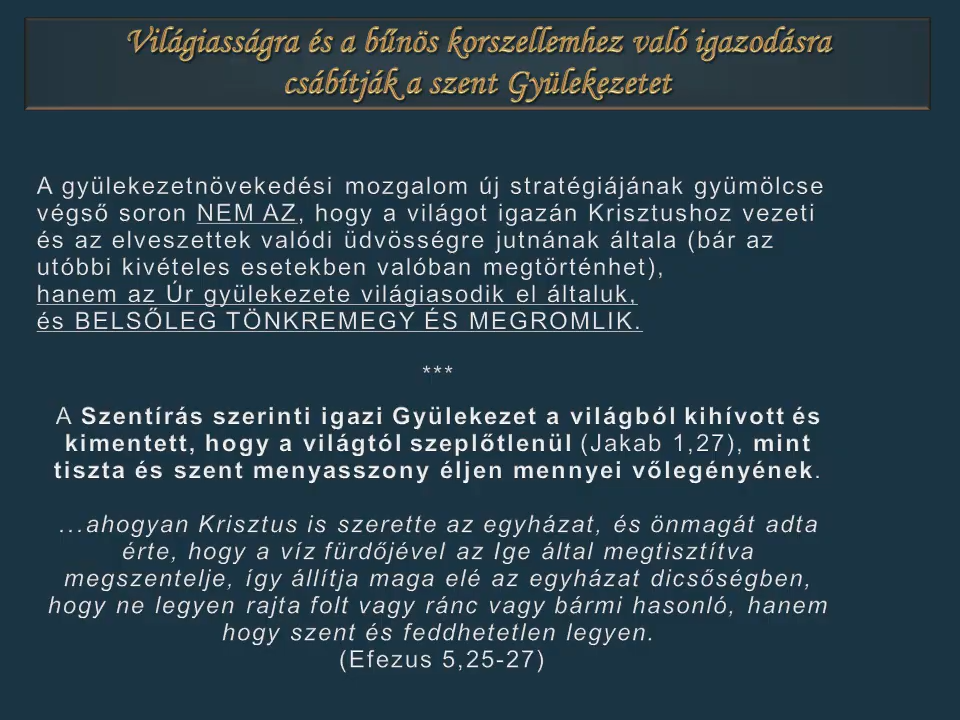 Világiasságra és a bűnös korszellemhez való igazodásra
csábítják a szent Gyülekezetet
A gyülekezetnövekedési mozgalom új stratégiájának gyümölcse
végső soron NEM AZ, hogy a világot igazán Krisztushoz vezeti
és az elveszettek valódi üdvösségre jutnának általa (bár az
utóbbi kivételes esetekben valóban megtörténhet),
hanem az Úr gyülekezete világiasodik el általuk,
és BELSŐLEG TÖNKREMEGY ÉS MEGROMLIK.
***
A Szentírás szerinti igazi Gyülekezet a világból kihívott és
kimentett, hogy a világtól szeplőtlenül (Jakab 1,27), mint
tiszta és szent menyasszony éljen mennyei vőlegényének.
…ahogyan Krisztus is szerette az egyházat, és önmagát adta
érte, hogy a víz fürdőjével az Ige által megtisztítva
megszentelje, így állítja maga elé az egyházat dicsőségben,
hogy ne legyen rajta folt vagy ránc vagy bármi hasonló, hanem
hogy szent és feddhetetlen legyen.
(Efezus 5,25-27)